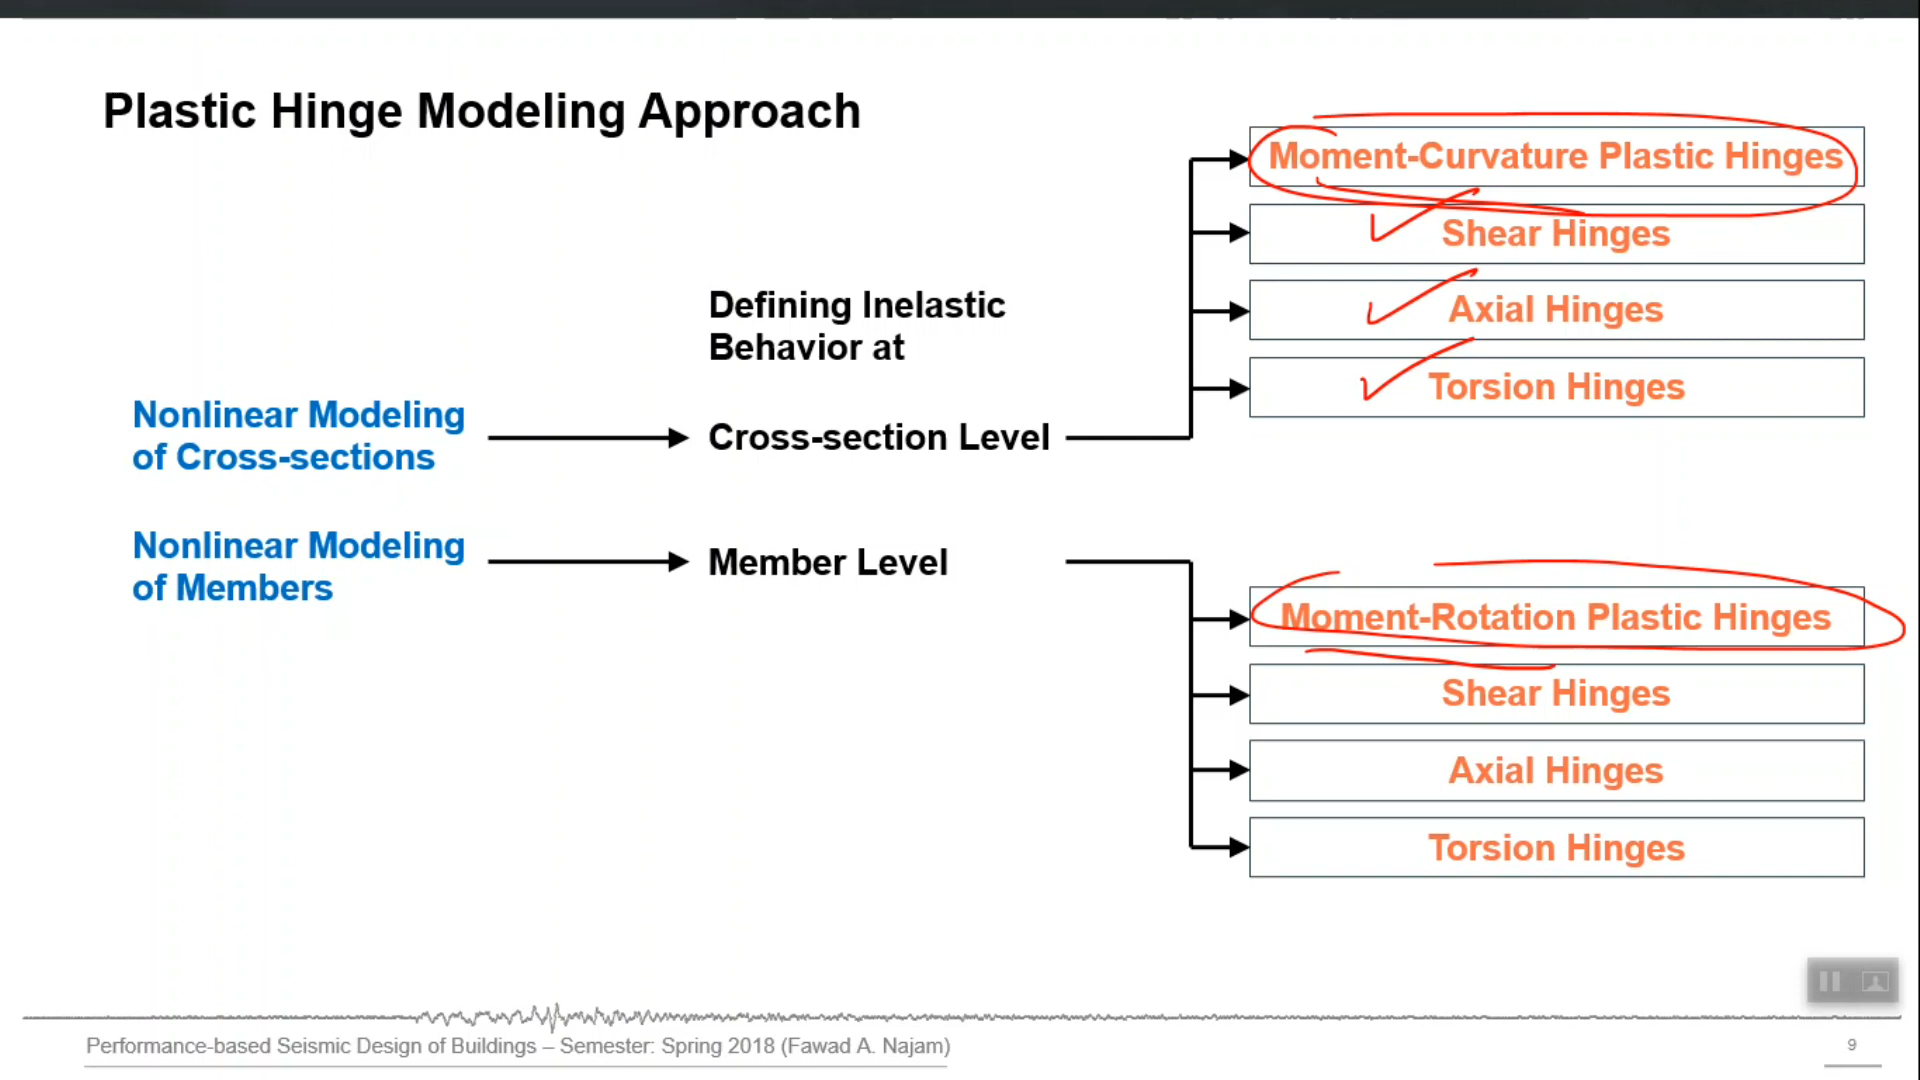 Plastic Hinge Modeling Approach
Moment-Curvature Plastic Hinges
Shear Hinges
Axial Hinges
Torsion Hinges
Defining Inelastic
Behavior at
Nonlinear Modeling
of Cross-sections
Cross-section Level
Nonlinear Modeling
of Members
Member Level
Moment-Rotation Plastic Hinges
Shear Hinges
Axial Hinges
Torsion Hinges
Performance-based Seismic Design of Buildings – Semester: Spring 2018 (Fawad A. Najam)
9